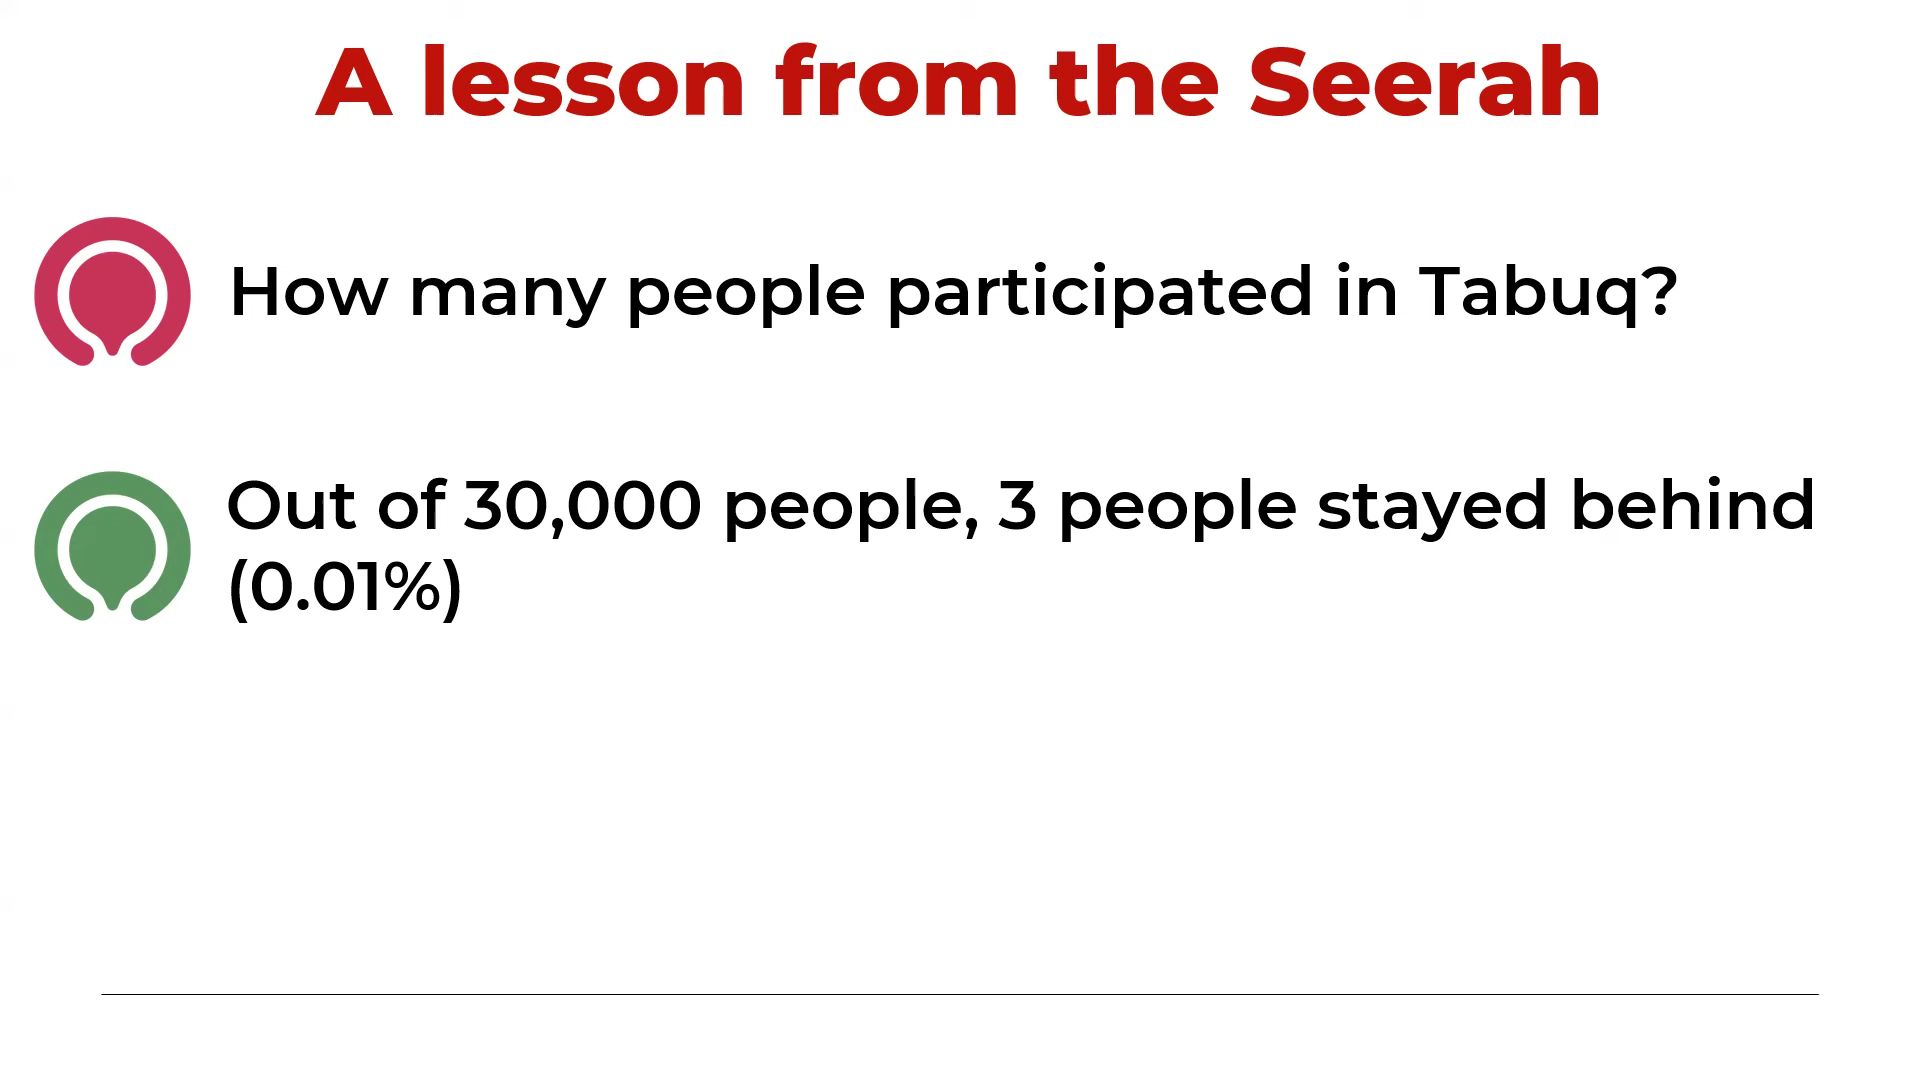 A lesson from the Seerah
How many people participated in Tabuq?
Out of 30,000 people, 3 people stayed behind
(0.01%)